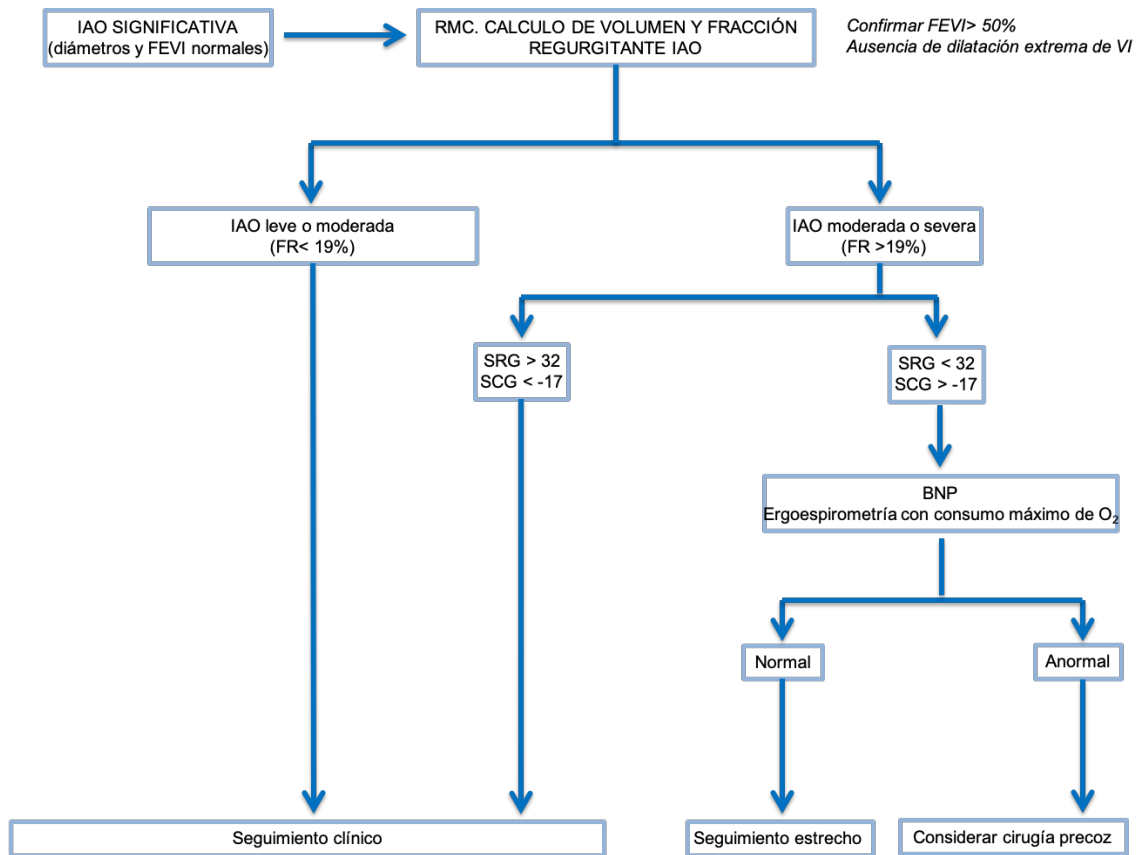 IAO SIGNIFICATIVA
(diámetros y FEVI normales)
RMC. CALCULO DE VOLUMEN Y FRACCIÓN
REGURGITANTE IAO
Confirmar FEVI> 50%
Ausencia de dilatación extrema de VI
IAO leve o moderada
(FR< 19%)
IAO moderada o severa
(FR >19%)
SRG > 32
SCG < -17
SRG < 32
SCG > -17
BNP
Ergoespirometría con consumo máximo de O₂
Normal
Anormal
Seguimiento clínico
Seguimiento estrecho
Considerar cirugía precoz